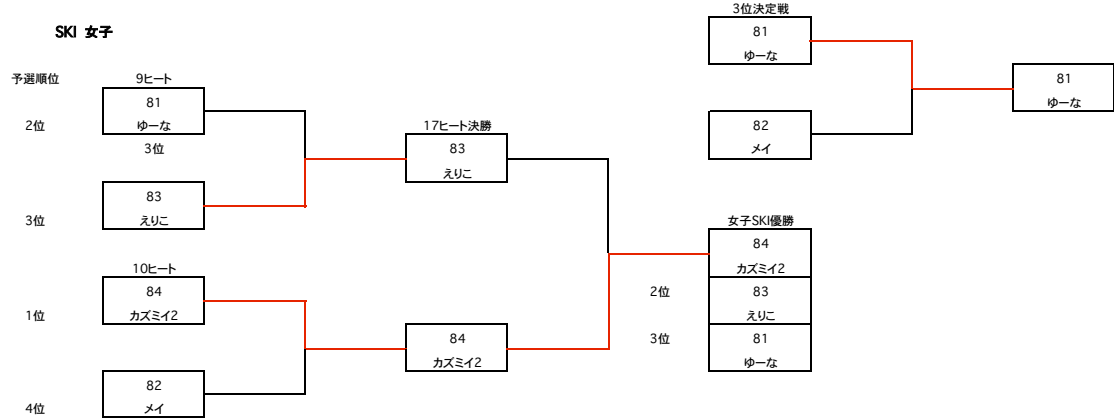 SKI 女子
予選順位
9ヒート
81
ゆーな
2位
3位
83
えりこ
3位
10ヒート
84
カズミイ2
1位
82
メイ
4位
17ヒート決勝
83
えりこ
84
カズミイ2
3位決定戦
81
ゆーな
82
メイ
81
ゆーな
女子SKI優勝
84
カズミイ2
2位
83
えりこ
3位
81
ゆーな